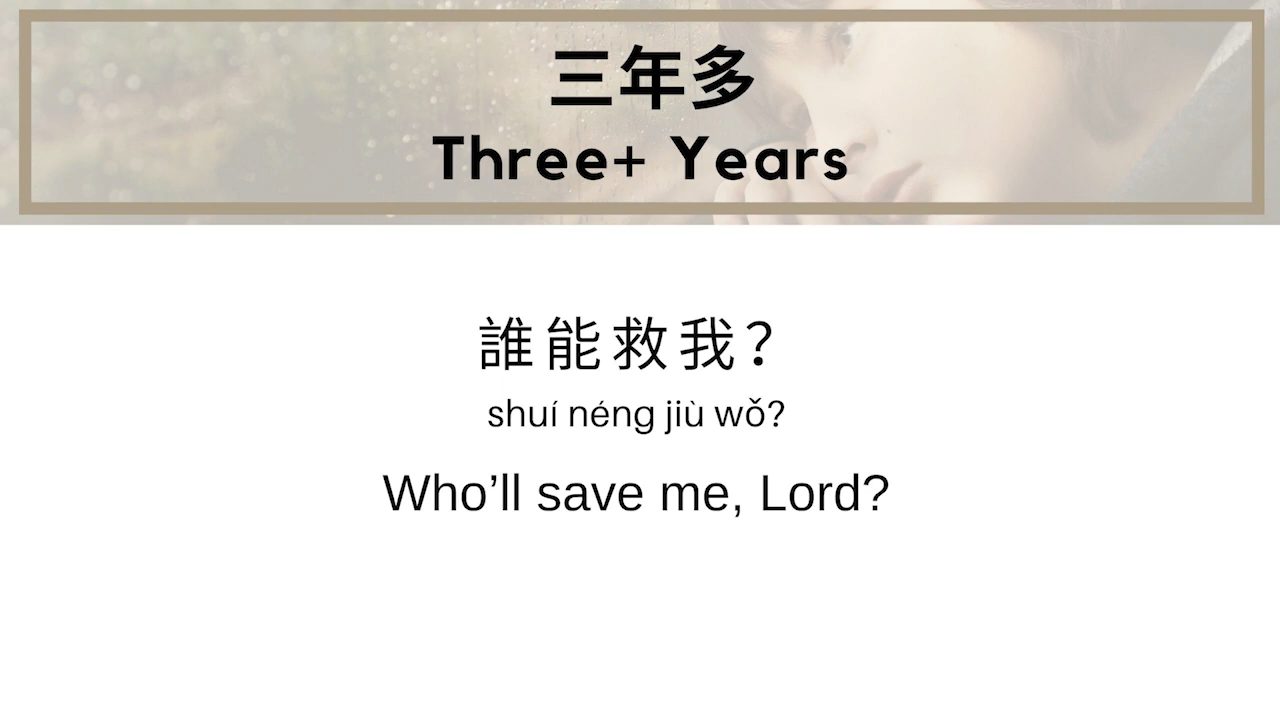 三年多
Three+ Years
誰能救我？
shuí néng jiù wǒ?
Who’ll save me, Lord?